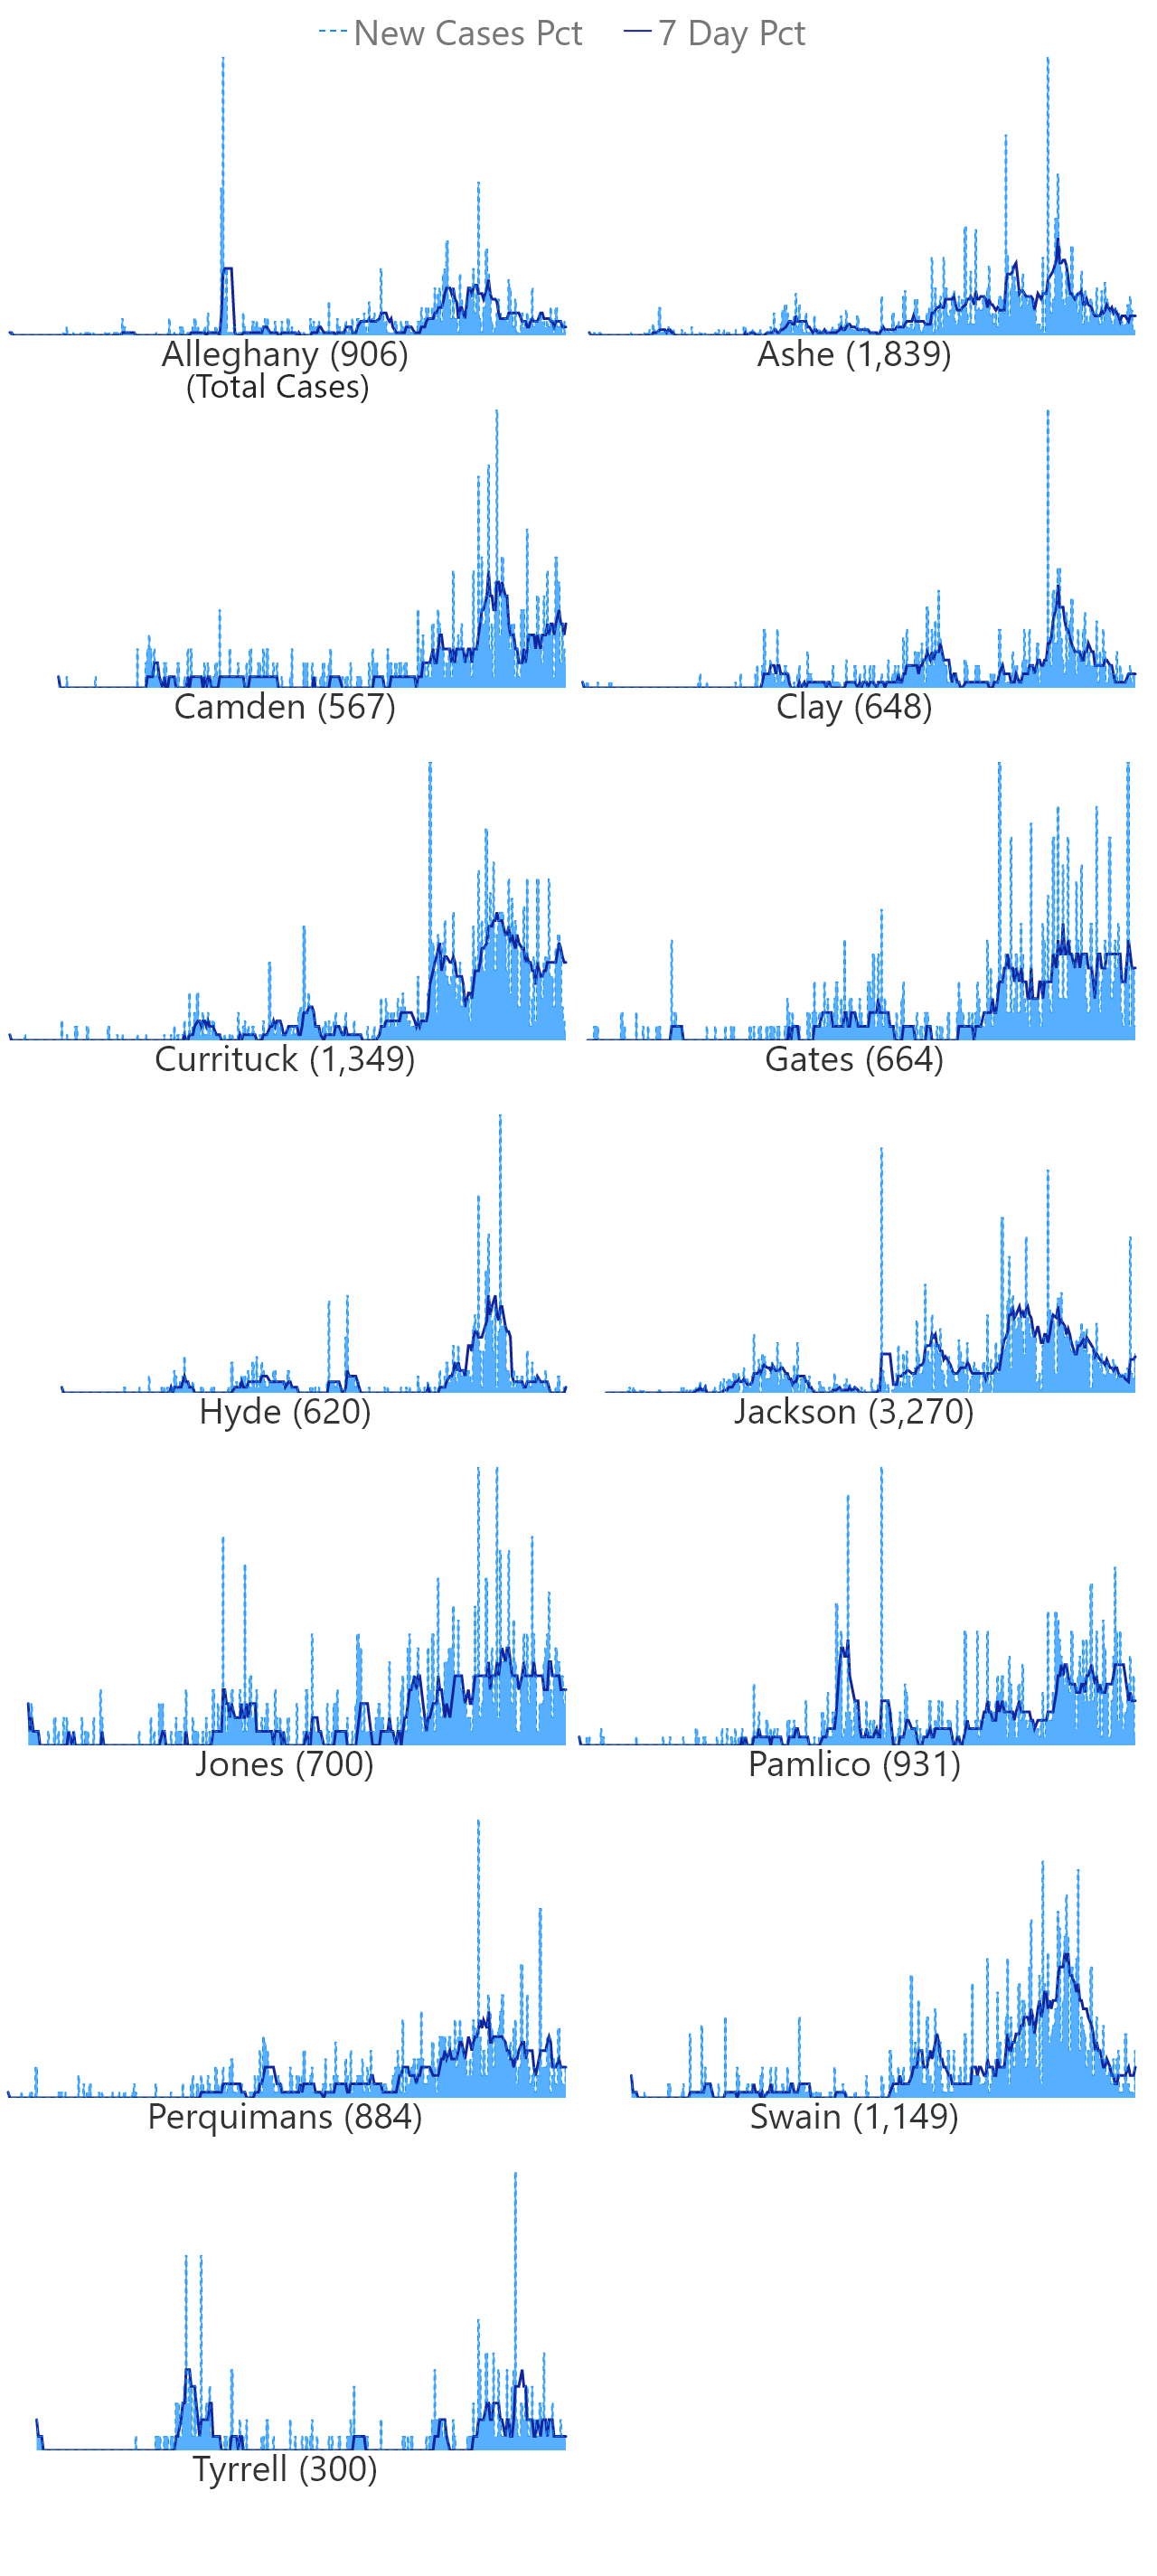 New Cases Pct 7 Day Pct
Alleghany (906)
(Total Cases)
Ashe (1,839)
Camden (567)
Clay (648)
Currituck (1,349)
Gates (664)
Hyde (620)
Jackson (3,270)
Jones (700)
Pamlico (931)
Perquimans (884)
Swain (1,149)
Tyrrell (300)